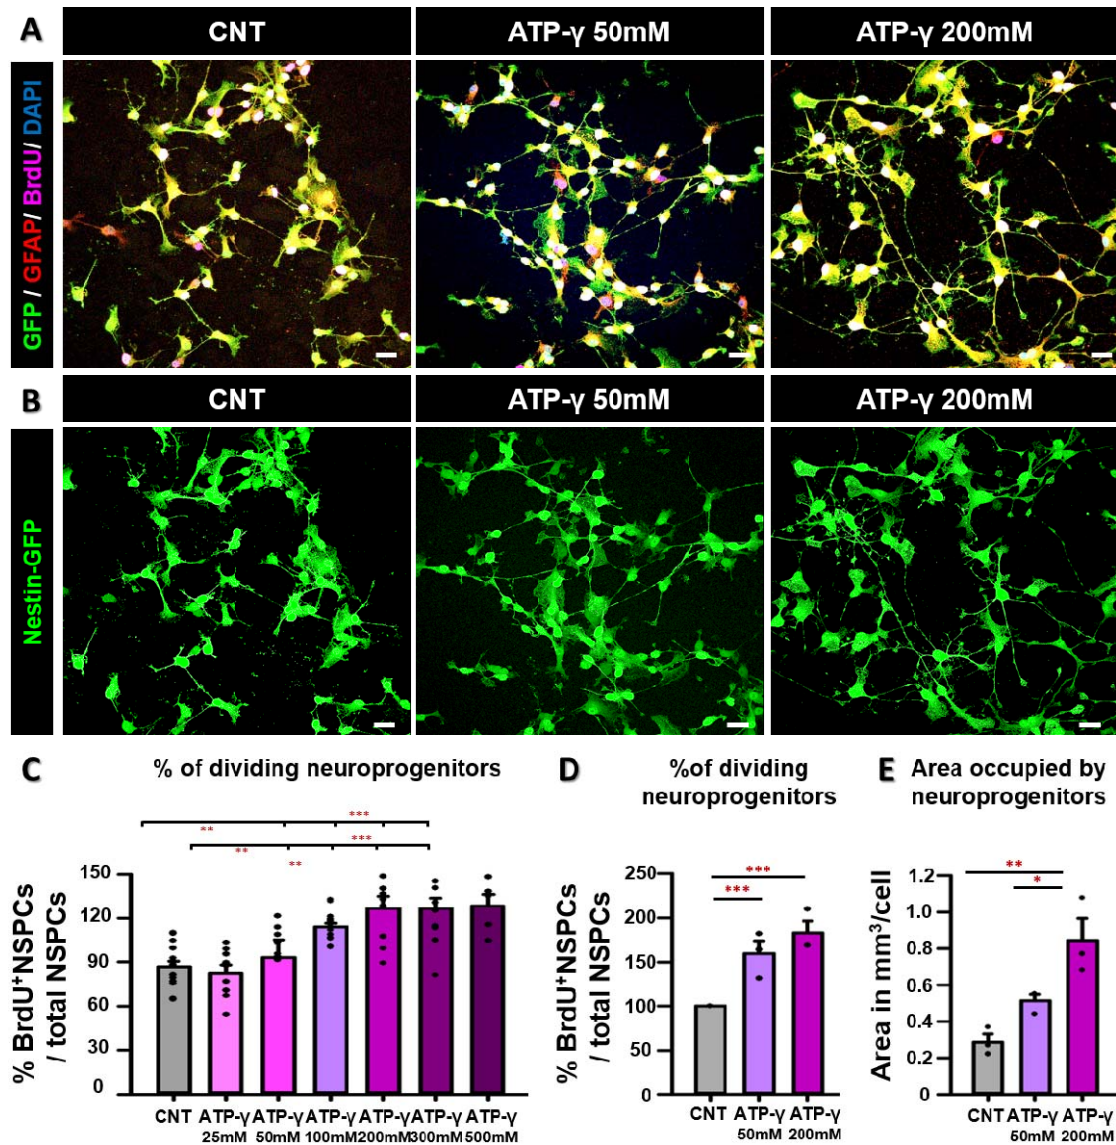 A
CNT
ATP-γ 50mM
ATP-γ 200mM
GFP / GFAP/ BrdU/ DAPI
B
CNT
ATP-γ 50mM
ATP-γ 200mM
Nestin-GFP
C
% of dividing neuroprogenitors
***
**
***
**
**
% BrdU⁺NSPCs
/ total NSPCs
150
120
90
60
30
0
CNT
ATP-γ
25mM
ATP-γ
50mM
ATP-γ
100mM
ATP-γ
200mM
ATP-γ
300mM
ATP-γ
500mM
D
%of dividing
neuroprogenitors
***
***
% BrdU⁺NSPCs
/ total NSPCs
250
200
150
100
50
0
CNT
ATP-γ
50mM
ATP-γ
200mM
E
Area occupied by
neuroprogenitors
**
*
Area in mm³/cell
1.2
1.0
0.8
0.6
0.4
0.2
0
CNT
ATP-γ
50mM
ATP-γ
200mM